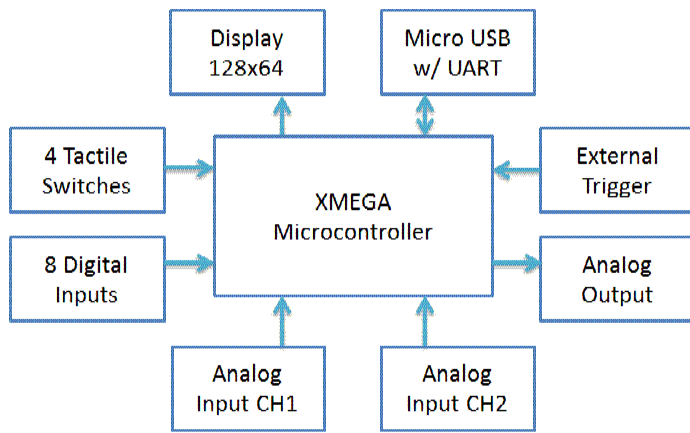 Display
128x64
Micro USB
w/ UART
4 Tactile
Switches
XMEGA
Microcontroller
External
Trigger
8 Digital
Inputs
Analog
Output
Analog
Input CH1
Analog
Input CH2